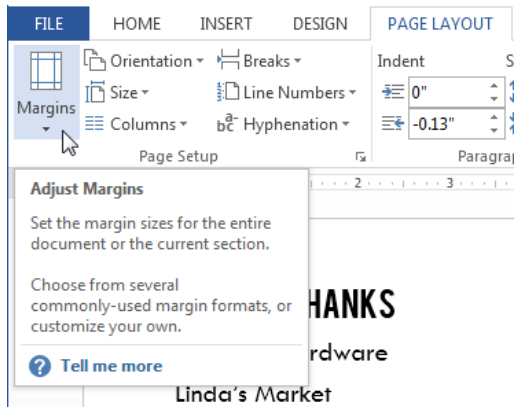 FILE HOME INSERT DESIGN PAGE LAYOUT
Orientation Breaks Indent
Size Line Numbers 0"
Margins
Columns Hyphenation -0.13"
Page Setup
2 3
Adjust Margins
Set the margin sizes for the entire
document or the current section.
Choose from several
commonly-used margin formats, or
customize your own.
Tell me more
HANKS
rdware
Linda's Market